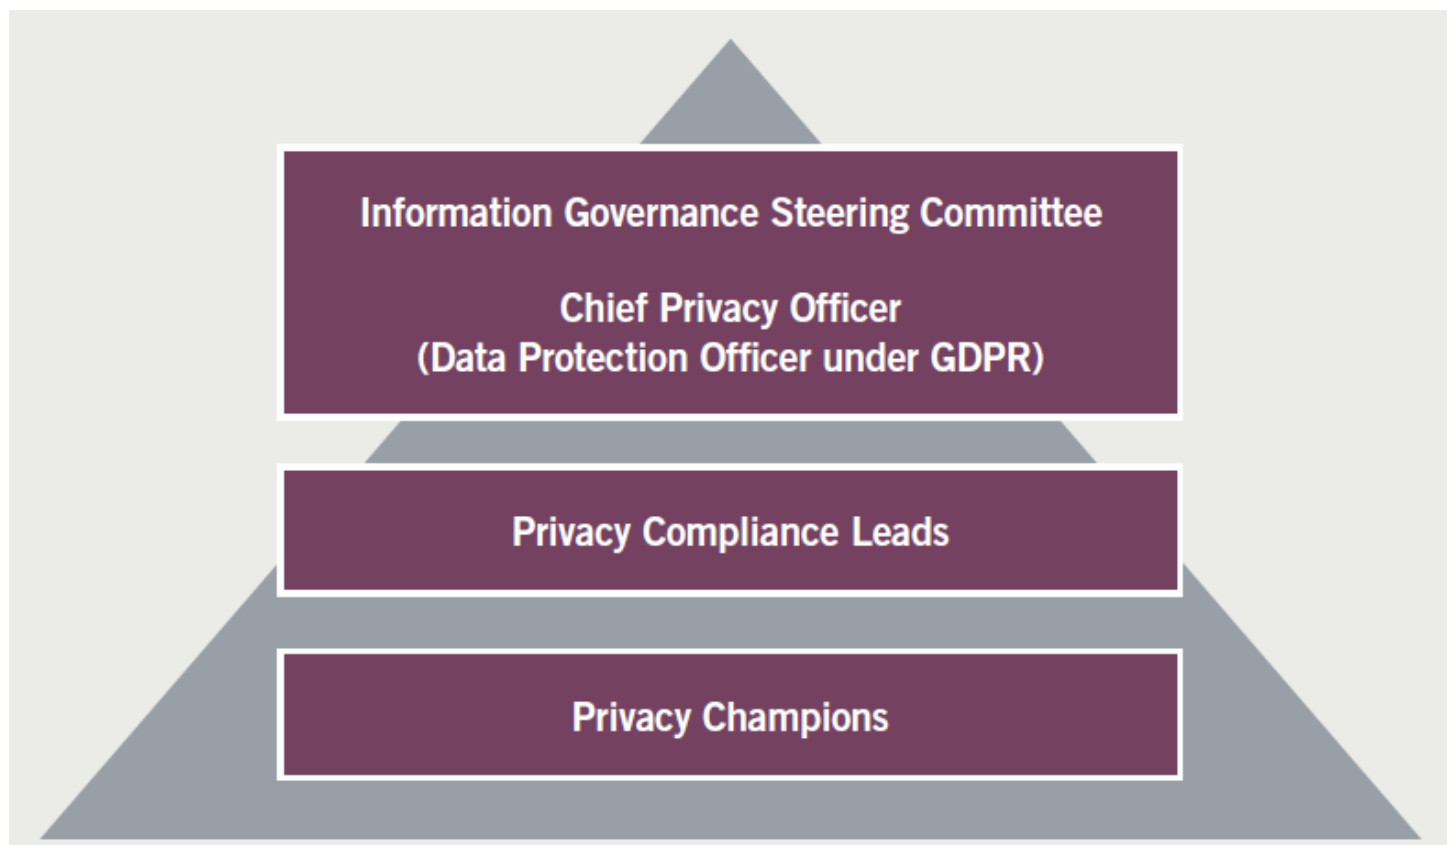 Information Governance Steering Committee
Chief Privacy Officer
(Data Protection Officer under GDPR)
Privacy Compliance Leads
Privacy Champions